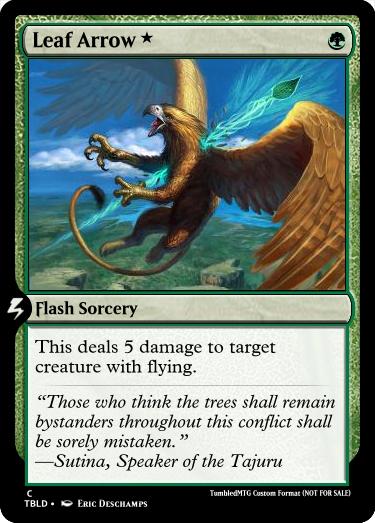 Leaf Arrow ★
Flash Sorcery
This deals 5 damage to target
creature with flying.
“Those who think the trees shall remain
bystanders throughout this conflict shall
be sorely mistaken.”
—Sutina, Speaker of the Tajuru
C
TBLD • Eric Deschamps
TumbledMTG Custom Format (NOT FOR SALE)